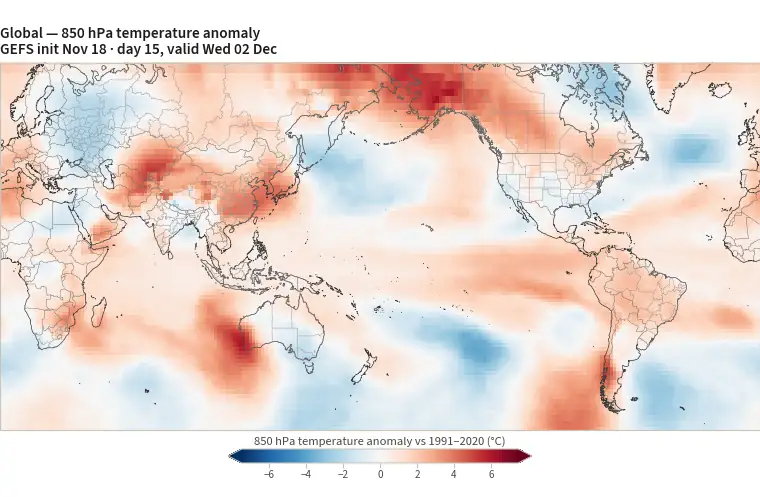 Global — 850 hPa temperature anomaly
GEFS init Nov 18 · day 15, valid Wed 02 Dec
850 hPa temperature anomaly vs 1991–2020 (°C)
−6 −4 −2 0 2 4 6